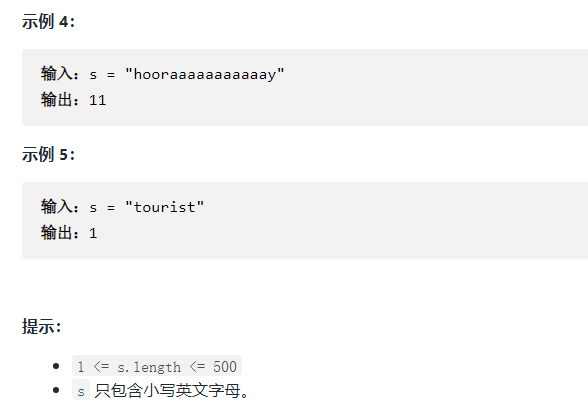 示例 4：
输入：s = "hooraaaaaaaaaaay"
输出：11
示例 5：
输入：s = "tourist"
输出：1
提示：
1 <= s.length <= 500
s 只包含小写英文字母。